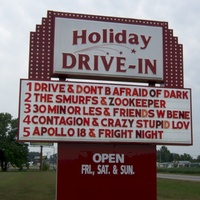 Holiday
DRIVE-IN
1 DRIVE & DONT B AFRAID OF DARK
2 THE SMURFS & ZOOKEEPER
3 30 MIN OR LES & FRIENDS W BENE
4 CONTAGION & CRAZY STUPID LOV
5 APOLLO 18 & FRIGHT NIGHT
OPEN
FRI., SAT. & SUN.